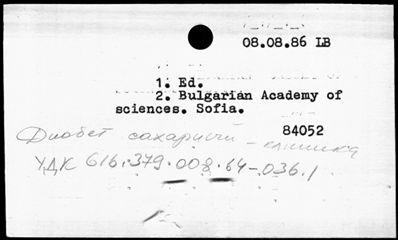 08.08.86 LB
1. Ed.
2. Bulgarian Academy of
sciences. Sofia.
84052
Диабет сахарный - клиника
УДК 616.379.008.64-036.1